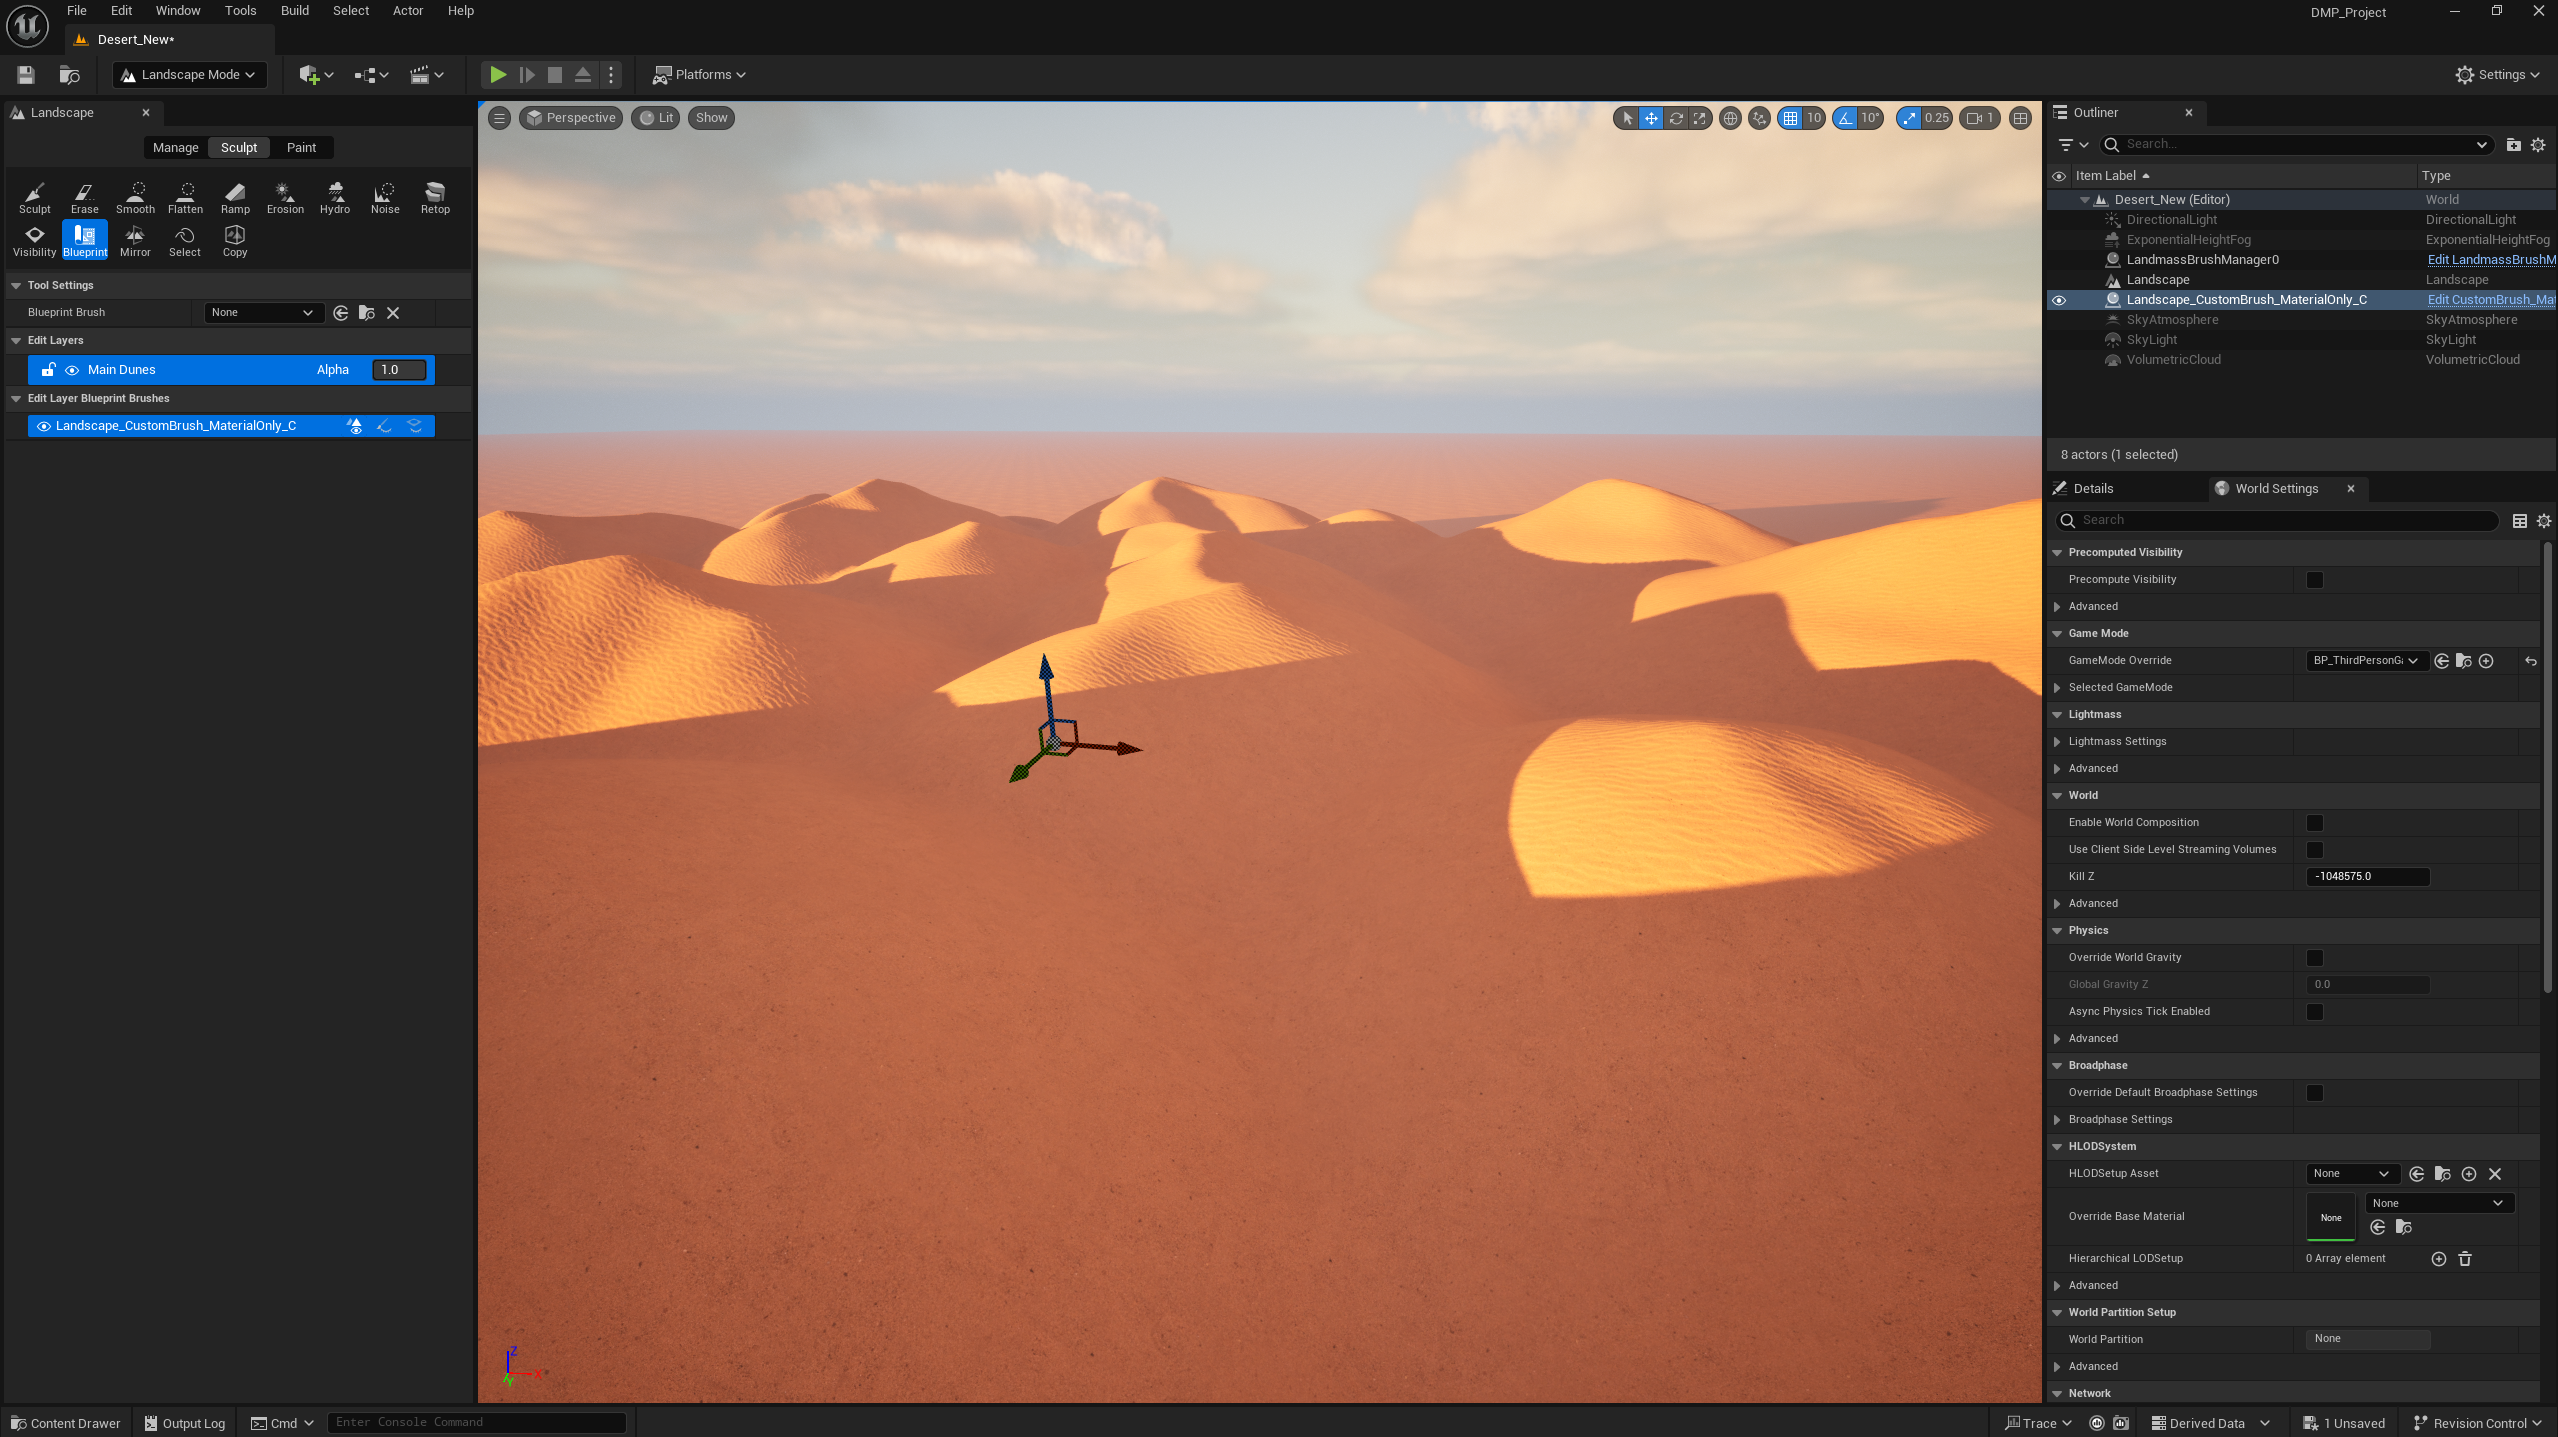 File Edit Window Tools Build Select Actor Help
DMP_Project
Desert_New*
Landscape Mode
Platforms
Settings
Landscape
Manage Sculpt Paint
Sculpt Erase Smooth Flatten Ramp Erosion Hydro Noise Retop
Visibility Blueprint Mirror Select Copy
Tool Settings
Blueprint Brush None
Edit Layers
Main Dunes Alpha 1.0
Edit Layer Blueprint Brushes
Landscape_CustomBrush_MaterialOnly_C
Perspective Lit Show
10 10° 0.25 1
Z
X
Y
Outliner
Search...
Item Label Type
Desert_New (Editor) World
DirectionalLight DirectionalLight
ExponentialHeightFog ExponentialHeightFog
LandmassBrushManager0 Edit LandmassBrushM
Landscape Landscape
Landscape_CustomBrush_MaterialOnly_C Edit CustomBrush_Mat
SkyAtmosphere SkyAtmosphere
SkyLight SkyLight
VolumetricCloud VolumetricCloud
8 actors (1 selected)
Details World Settings
Search
Precomputed Visibility
Precompute Visibility
Advanced
Game Mode
GameMode Override BP_ThirdPersonGa
Selected GameMode
Lightmass
Lightmass Settings
Advanced
World
Enable World Composition
Use Client Side Level Streaming Volumes
Kill Z -1048575.0
Advanced
Physics
Override World Gravity
Global Gravity Z 0.0
Async Physics Tick Enabled
Advanced
Broadphase
Override Default Broadphase Settings
Broadphase Settings
HLODSystem
HLODSetup Asset None
None
Override Base Material None
Hierarchical LODSetup 0 Array element
Advanced
World Partition Setup
World Partition None
Advanced
Network
Content Drawer Output Log Cmd Enter Console Command
Trace Derived Data 1 Unsaved Revision Control